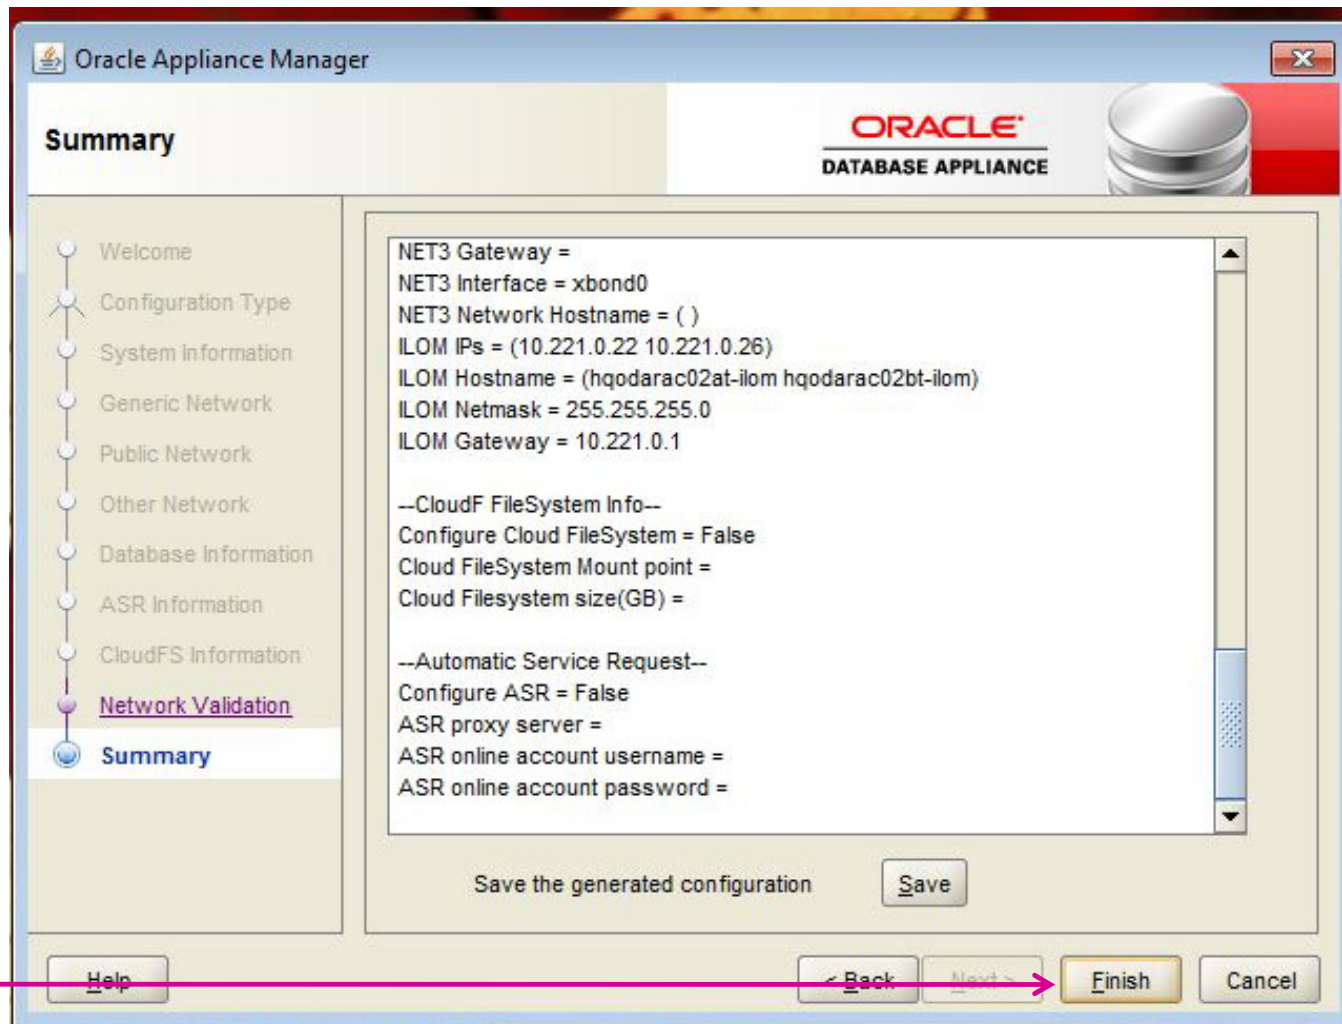 Oracle Appliance Manager
Summary
ORACLE
DATABASE APPLIANCE
Welcome
Configuration Type
System Information
Generic Network
Public Network
Other Network
Database Information
ASR Information
CloudFS Information
Network Validation
Summary
NET3 Gateway =
NET3 Interface = xbond0
NET3 Network Hostname = ( )
ILOM IPs = (10.221.0.22 10.221.0.26)
ILOM Hostname = (hqodarac02at-ilom hqodarac02bt-ilom)
ILOM Netmask = 255.255.255.0
ILOM Gateway = 10.221.0.1
--CloudF FileSystem Info--
Configure Cloud FileSystem = False
Cloud FileSystem Mount point =
Cloud Filesystem size(GB) =
--Automatic Service Request--
Configure ASR = False
ASR proxy server =
ASR online account username =
ASR online account password =
Save the generated configuration Save
Help < Back Next > Finish Cancel